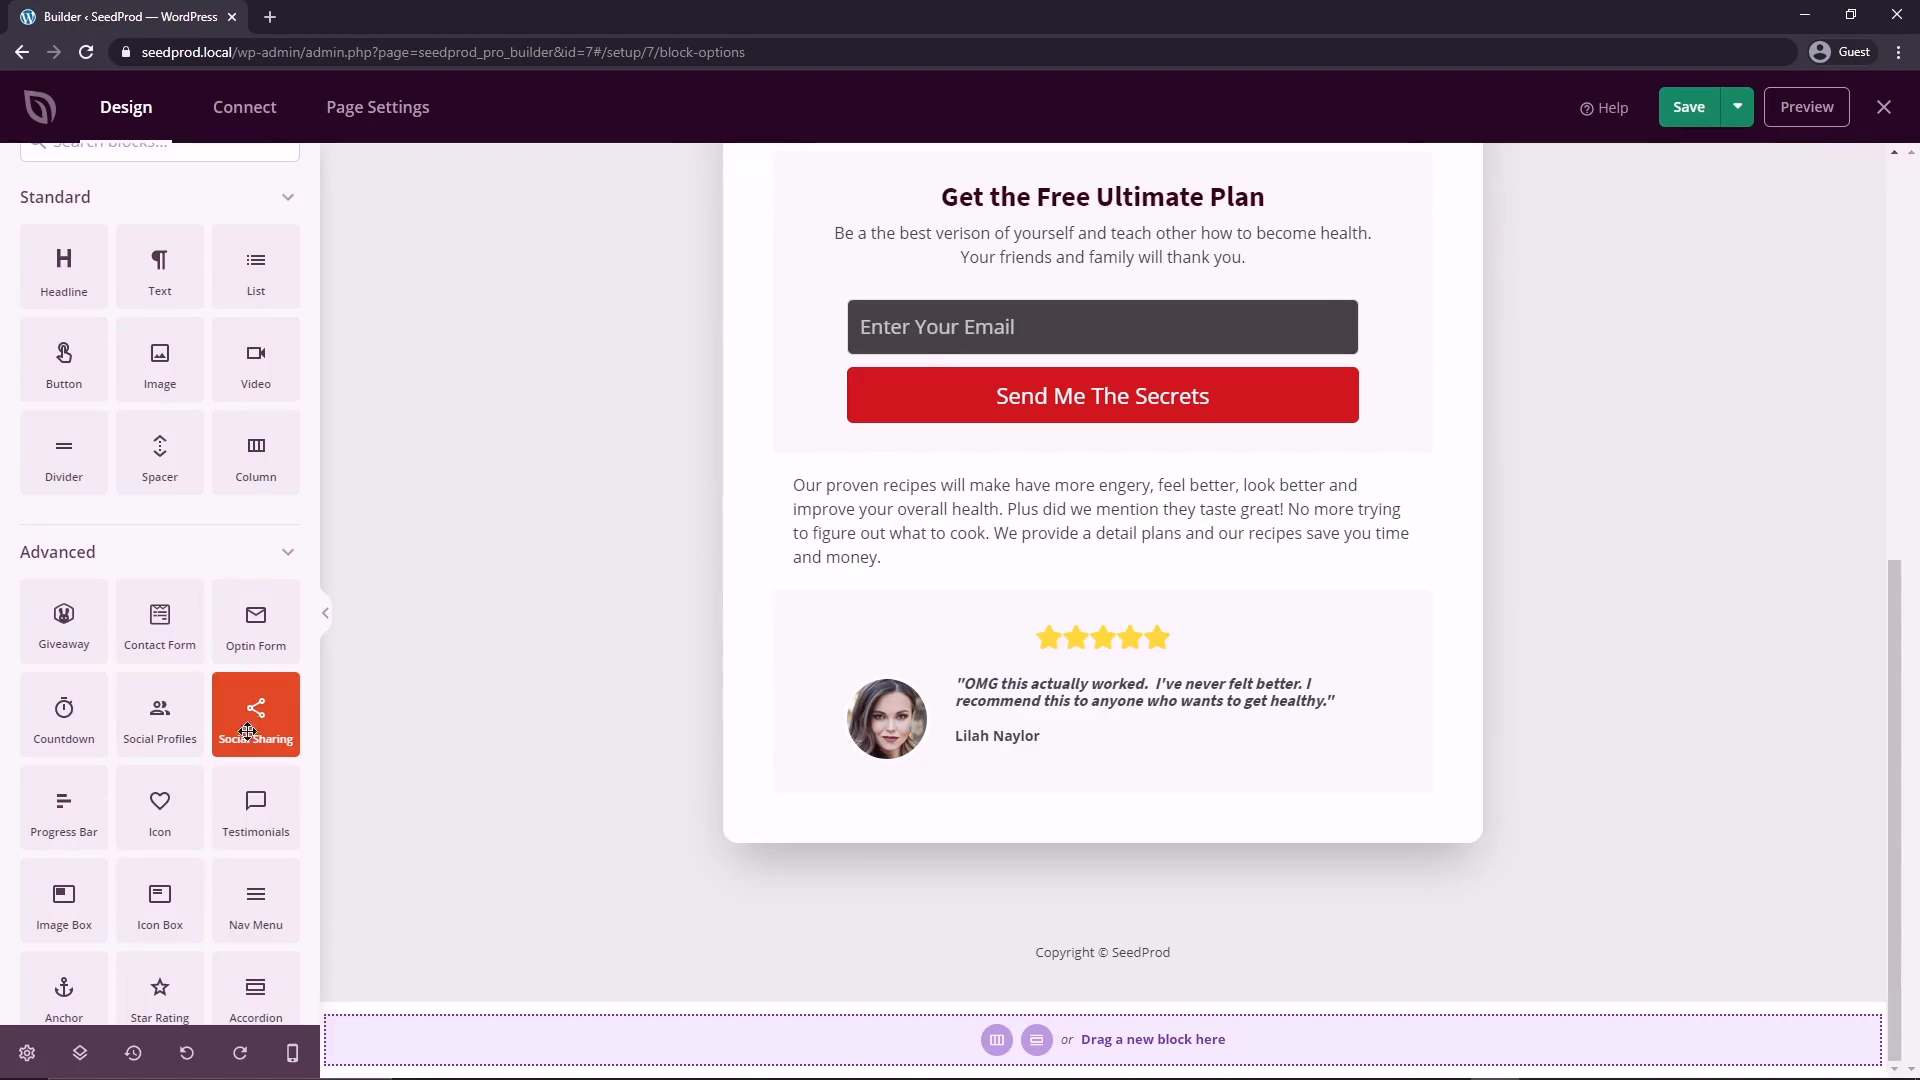 Builder ‹ SeedProd — WordPress
seedprod.local/wp-admin/admin.php?page=seedprod_pro_builder&id=7#/setup/7/block-options
Guest
Design
Connect
Page Settings
Help
Save
Preview
Search blocks...
Standard
Headline
Text
List
Button
Image
Video
Divider
Spacer
Column
Advanced
Giveaway
Contact Form
Optin Form
Countdown
Social Profiles
Social Sharing
Progress Bar
Icon
Testimonials
Image Box
Icon Box
Nav Menu
Anchor
Star Rating
Accordion
Get the Free Ultimate Plan
Be a the best verison of yourself and teach other how to become health.
Your friends and family will thank you.
Enter Your Email
Send Me The Secrets
Our proven recipes will make have more engery, feel better, look better and
improve your overall health. Plus did we mention they taste great! No more trying
to figure out what to cook. We provide a detail plans and our recipes save you time
and money.
"OMG this actually worked. I've never felt better. I
recommend this to anyone who wants to get healthy."
Lilah Naylor
Copyright © SeedProd
or Drag a new block here